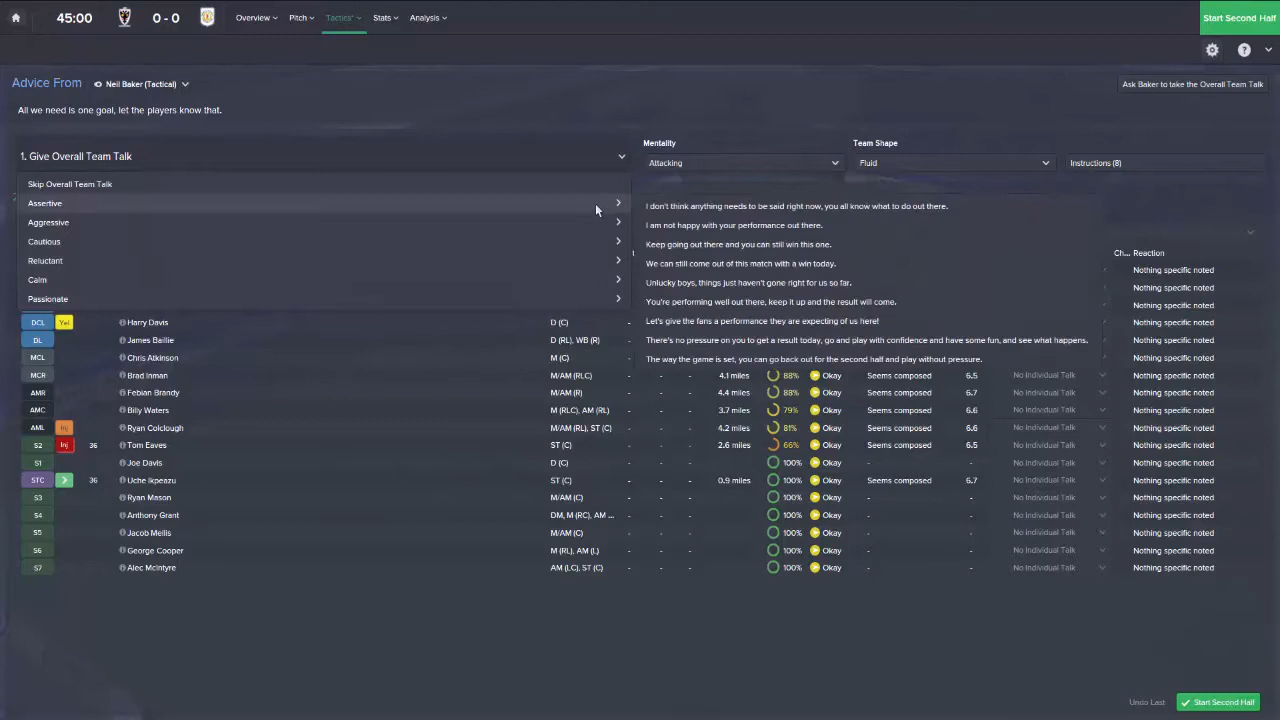 45:00 0 - 0 Overview Pitch Tactics* Stats Analysis Start Second Half
?
Advice From Neil Baker (Tactical) Ask Baker to take the Overall Team Talk
All we need is one goal, let the players know that.
Mentality Team Shape
1. Give Overall Team Talk Attacking Fluid Instructions (8)
Skip Overall Team Talk
Assertive
Aggressive
Cautious
Reluctant
Calm
Passionate
I don't think anything needs to be said right now, you all know what to do out there.
I am not happy with your performance out there.
Keep going out there and you can still win this one.
We can still come out of this match with a win today.
Unlucky boys, things just haven't gone right for us so far.
You're performing well out there, keep it up and the result will come.
Let's give the fans a performance they are expecting of us here!
There's no pressure on you to get a result today, go and play with confidence and have some fun, and see what happens.
The way the game is set, you can go back out for the second half and play without pressure.
Ch... Reaction
Nothing specific noted
Nothing specific noted
Nothing specific noted
DCL Yel Harry Davis D (C) - Nothing specific noted
DL James Baillie D (RL), WB (R) - Nothing specific noted
MCL Chris Atkinson M (C) - Nothing specific noted
MCR Brad Inman M/AM (RLC) - - - 4.1 miles 88% Okay Seems composed 6.5 No Individual Talk Nothing specific noted
AMR Febian Brandy M/AM (R) - - - 4.4 miles 88% Okay Seems composed 6.7 No Individual Talk Nothing specific noted
AMC Billy Waters M (RLC), AM (RL) - - - 3.7 miles 79% Okay Seems composed 6.6 No Individual Talk Nothing specific noted
AML Inj Ryan Colclough M/AM (RL), ST (C) - - - 4.2 miles 81% Okay Seems composed 6.6 No Individual Talk Nothing specific noted
S2 Inj 36 Tom Eaves ST (C) - - - 2.6 miles 66% Okay Seems composed 6.5 No Individual Talk Nothing specific noted
S1 Joe Davis D (C) - - - 100% Okay - - No Individual Talk Nothing specific noted
STC 36 Uche Ikpeazu ST (C) - - - 0.9 miles 100% Okay Seems composed 6.7 No Individual Talk Nothing specific noted
S3 Ryan Mason M/AM (C) - - - 100% Okay - - No Individual Talk Nothing specific noted
S4 Anthony Grant DM, M (RC), AM ... - - - 100% Okay - - No Individual Talk Nothing specific noted
S5 Jacob Mellis M/AM (C) - - - 100% Okay - - No Individual Talk Nothing specific noted
S6 George Cooper M (RL), AM (L) - - - 100% Okay - - No Individual Talk Nothing specific noted
S7 Alec McIntyre AM (LC), ST (C) - - - 100% Okay - - No Individual Talk Nothing specific noted
Undo Last Start Second Half